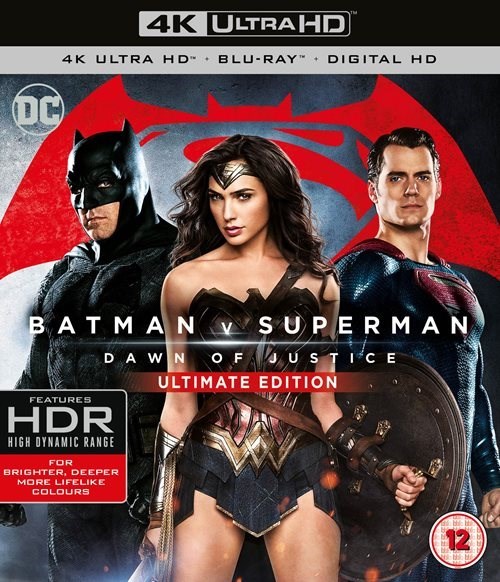 4K ULTRA HD™
4K ULTRA HD™ · BLU-RAY™ · DIGITAL HD
DC
BATMAN v SUPERMAN
DAWN OF JUSTICE
ULTIMATE EDITION
FEATURES
HDR
HIGH DYNAMIC RANGE
FOR
BRIGHTER, DEEPER
MORE LIFELIKE
COLOURS
12